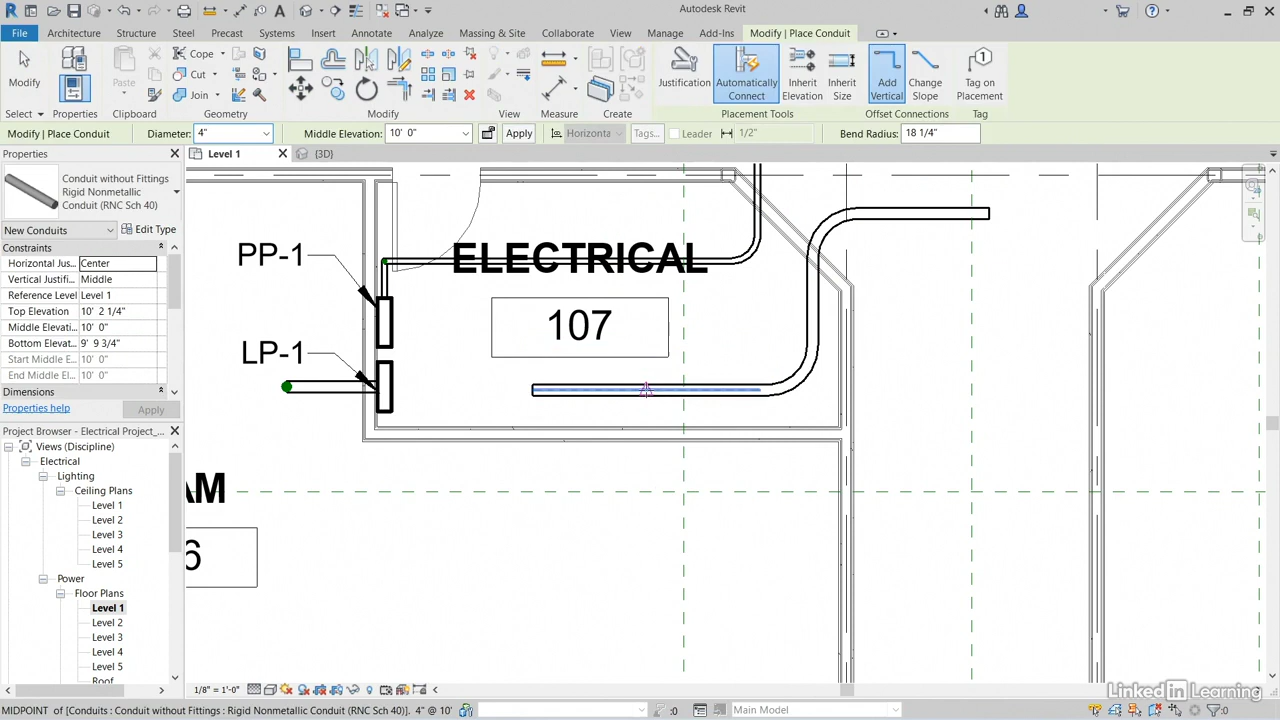 Autodesk Revit
File Architecture Structure Steel Precast Systems Insert Annotate Analyze Massing & Site Collaborate View Manage Add-Ins Modify | Place Conduit
Modify Paste Cope Cut Join Justification Automatically Connect Inherit Elevation Inherit Size Add Vertical Change Slope Tag on Placement
Select Properties Clipboard Geometry Modify View Measure Create Placement Tools Offset Connections Tag
Modify | Place Conduit Diameter: 4" Middle Elevation: 10' 0" Apply Horizonta Tags... Leader 1/2" Bend Radius: 18 1/4"
Properties Level 1 {3D}
Conduit without Fittings
Rigid Nonmetallic
Conduit (RNC Sch 40)
New Conduits Edit Type
Constraints
Horizontal Jus... Center
Vertical Justifi... Middle
Reference Level Level 1
Top Elevation 10' 2 1/4"
Middle Elevati... 10' 0"
Bottom Elevat... 9' 9 3/4"
Start Middle E... 10' 0"
End Middle El... 10' 0"
Dimensions
Properties help Apply
Project Browser - Electrical Project_...
Views (Discipline)
Electrical
Lighting
Ceiling Plans
Level 1
Level 2
Level 3
Level 4
Level 5
Power
Floor Plans
Level 1
Level 2
Level 3
Level 4
Level 5
Roof
PP-1
ELECTRICAL
107
LP-1
AM
6
1/8" = 1'-0"
Linked in Learning
MIDPOINT of [Conduits : Conduit without Fittings : Rigid Nonmetallic Conduit (RNC Sch 40)]. 4" @ 10' :0 Main Model :0